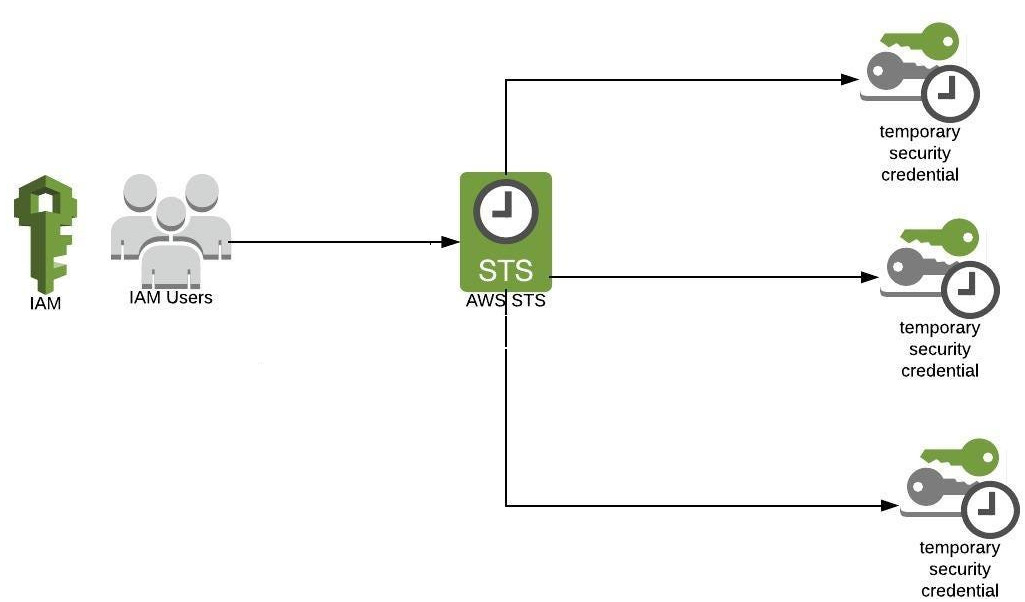 temporary
security
credential
IAM
IAM Users
STS
AWS STS
temporary
security
credential
temporary
security
credential